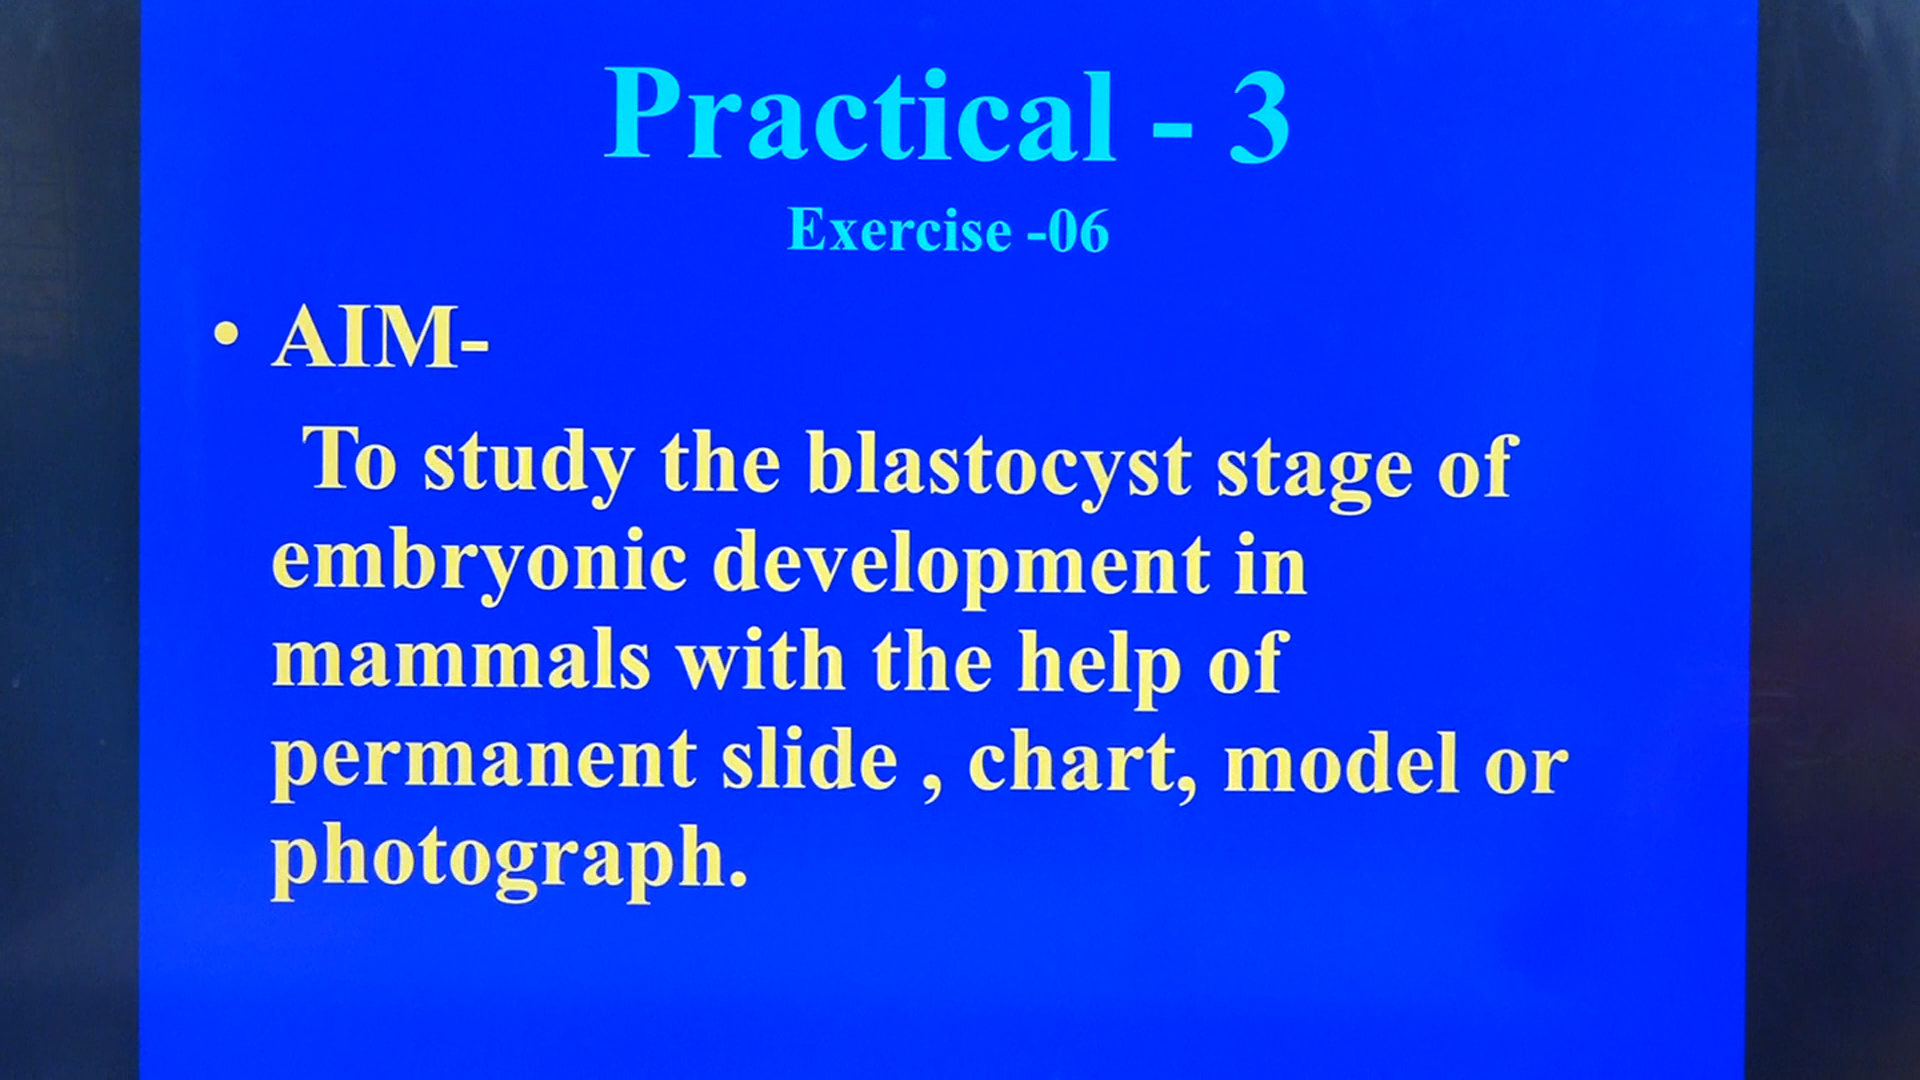 Practical - 3
Exercise -06
• AIM-
To study the blastocyst stage of
embryonic development in
mammals with the help of
permanent slide , chart, model or
photograph.